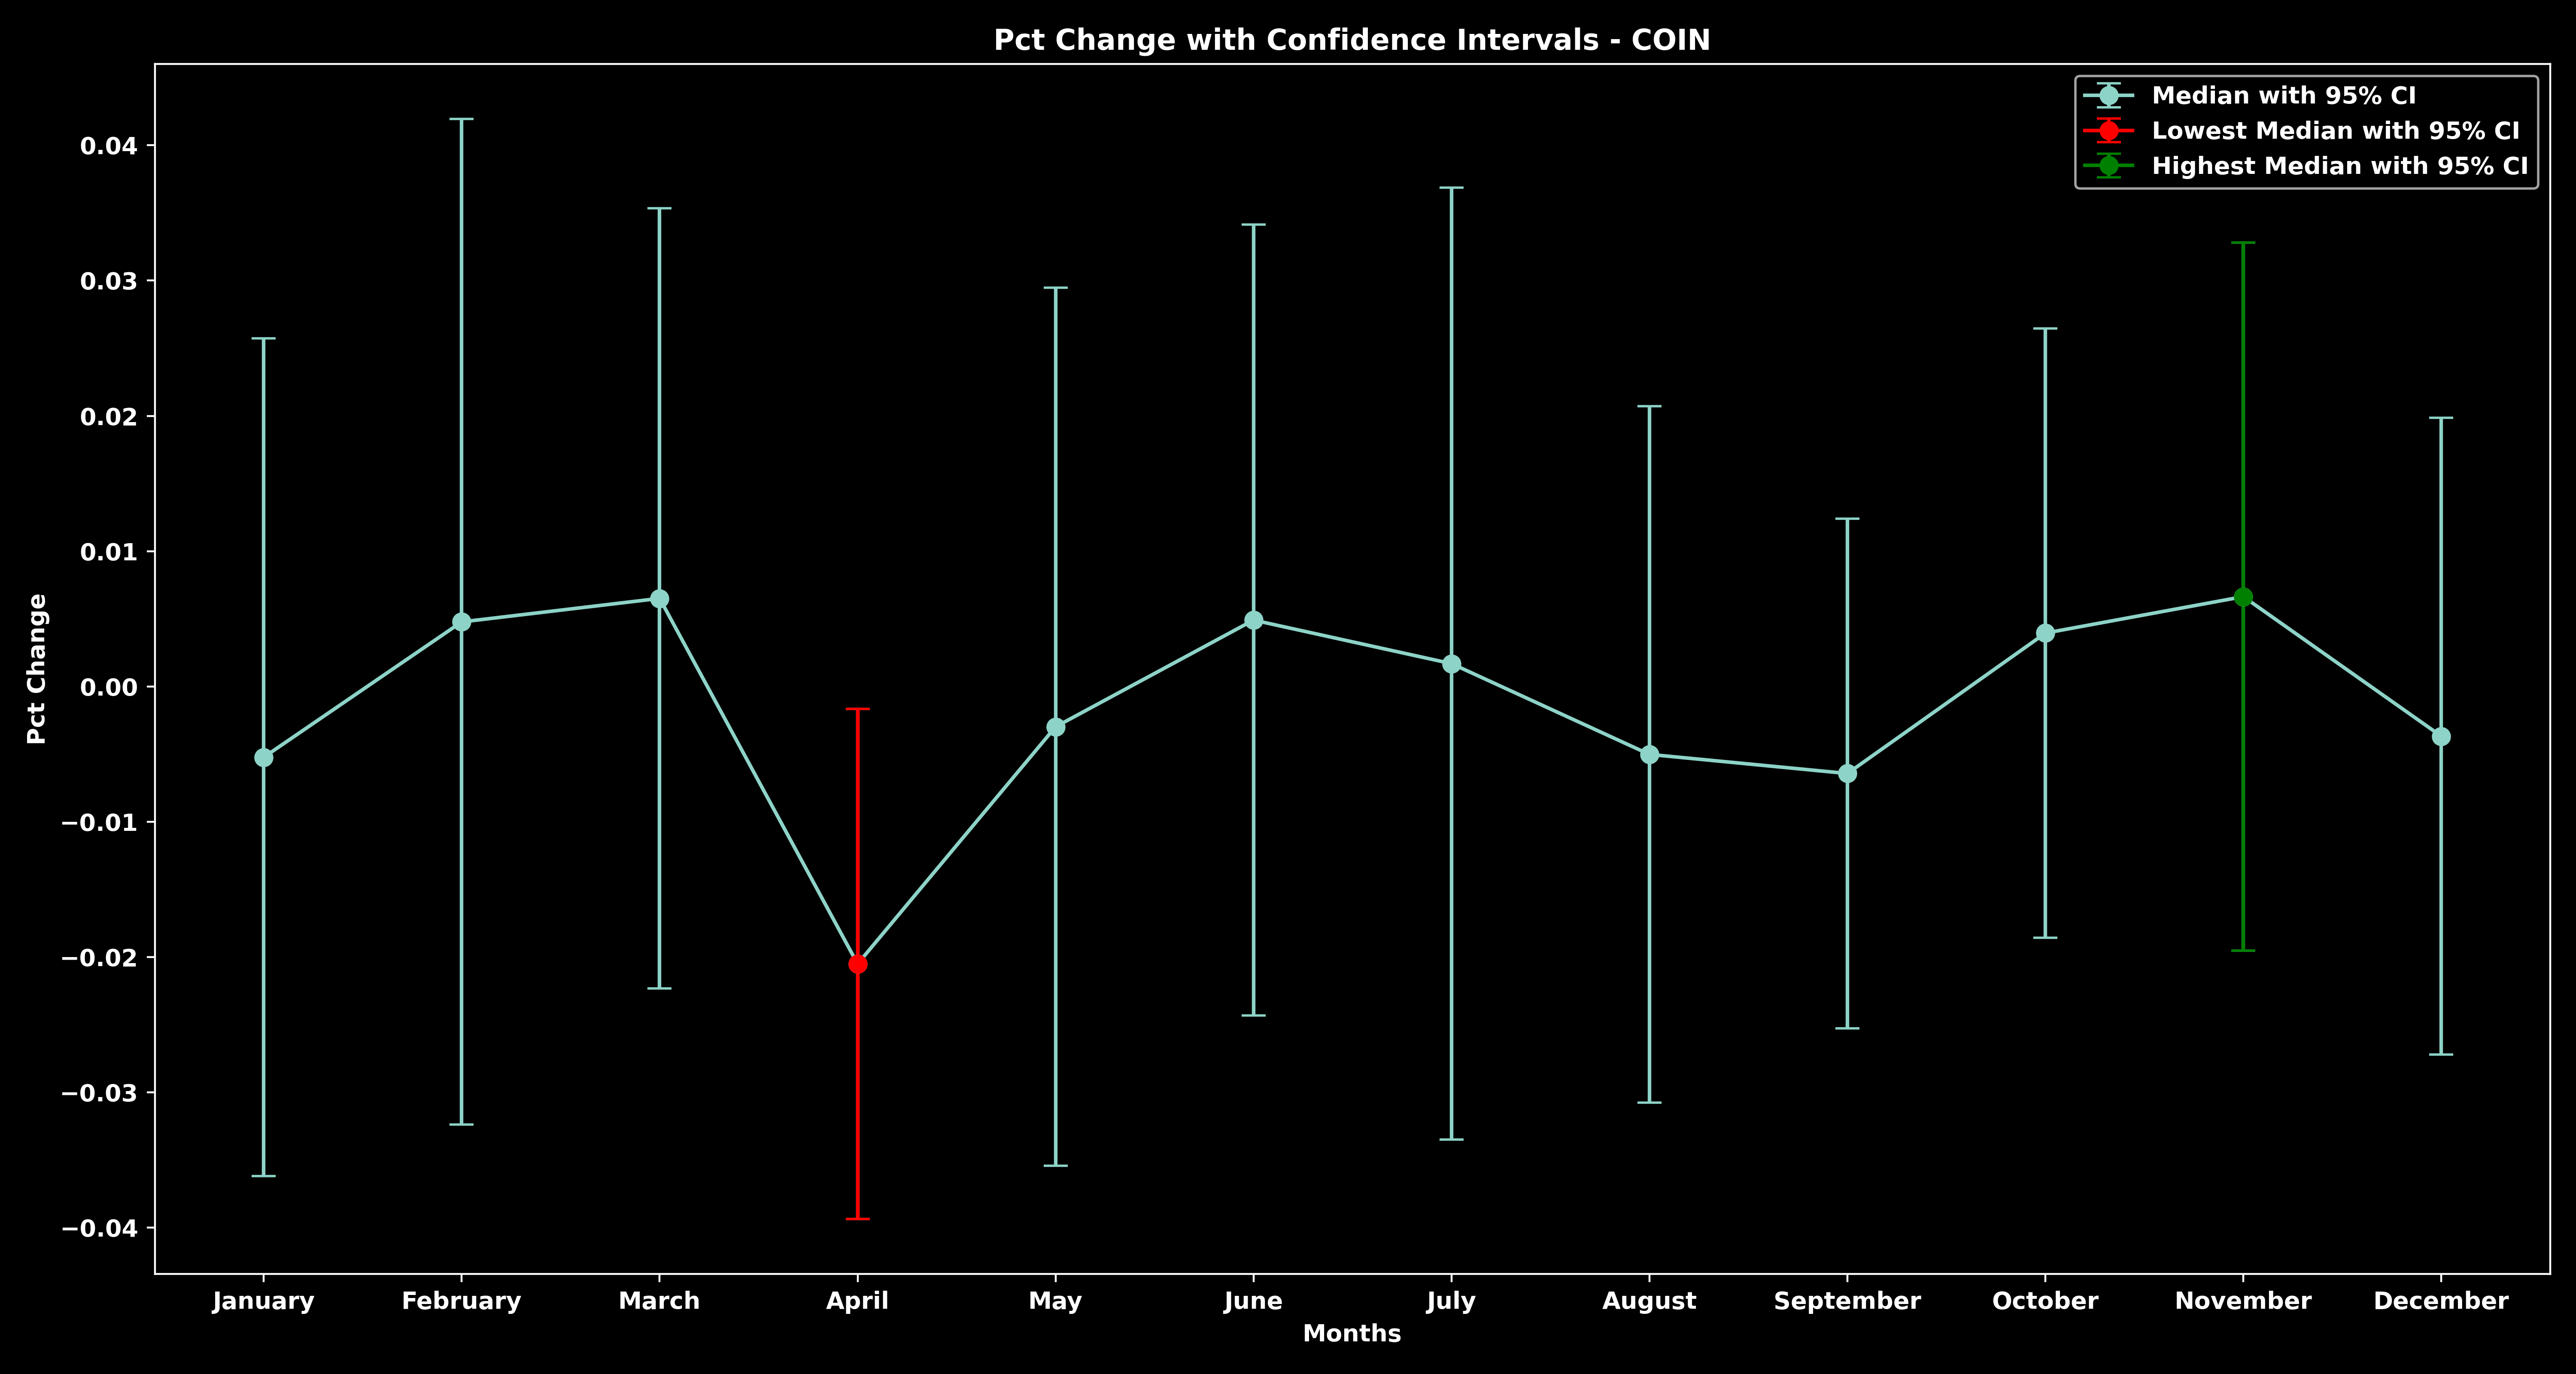 Pct Change with Confidence Intervals - COIN
Median with 95% CI
Lowest Median with 95% CI
Highest Median with 95% CI
0.04
0.03
0.02
0.01
0.00
−0.01
−0.02
−0.03
−0.04
Pct Change
January February March April May June July August September October November December
Months